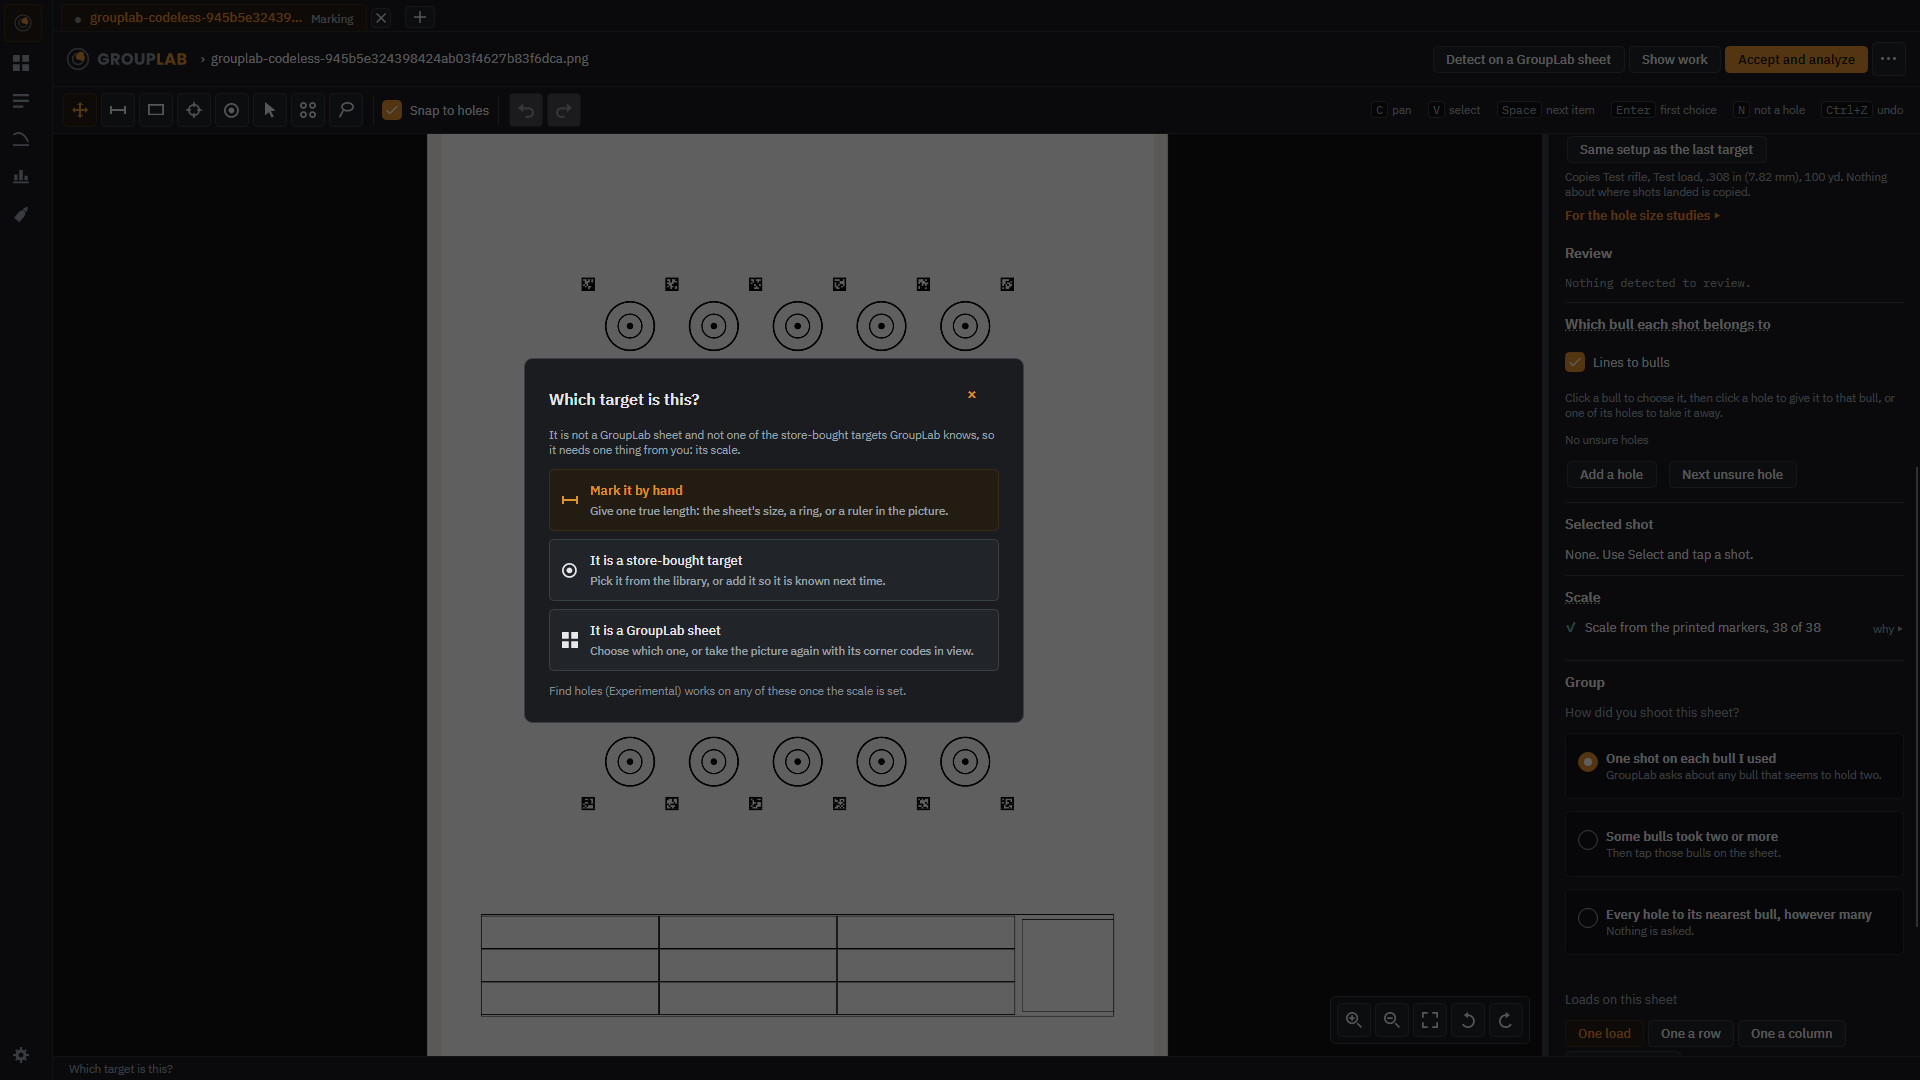 grouplab-codeless-945b5e32439... Marking
GROUPLAB › grouplab-codeless-945b5e324398424ab03f4627b83f6dca.png
Detect on a GroupLab sheet
Show work
Accept and analyze
Snap to holes
C pan V select Space next item Enter first choice N not a hole Ctrl+Z undo
Same setup as the last target
Copies Test rifle, Test load, .308 in (7.82 mm), 100 yd. Nothing
about where shots landed is copied.
For the hole size studies ▸
Review
Nothing detected to review.
Which bull each shot belongs to
Lines to bulls
Click a bull to choose it, then click a hole to give it to that bull, or
one of its holes to take it away.
No unsure holes
Add a hole
Next unsure hole
Selected shot
None. Use Select and tap a shot.
Scale
Scale from the printed markers, 38 of 38
why ▸
Group
How did you shoot this sheet?
One shot on each bull I used
GroupLab asks about any bull that seems to hold two.
Some bulls took two or more
Then tap those bulls on the sheet.
Every hole to its nearest bull, however many
Nothing is asked.
Loads on this sheet
One load
One a row
One a column
Which target is this?
It is not a GroupLab sheet and not one of the store-bought targets GroupLab knows, so
it needs one thing from you: its scale.
Mark it by hand
Give one true length: the sheet's size, a ring, or a ruler in the picture.
It is a store-bought target
Pick it from the library, or add it so it is known next time.
It is a GroupLab sheet
Choose which one, or take the picture again with its corner codes in view.
Find holes (Experimental) works on any of these once the scale is set.
Which target is this?